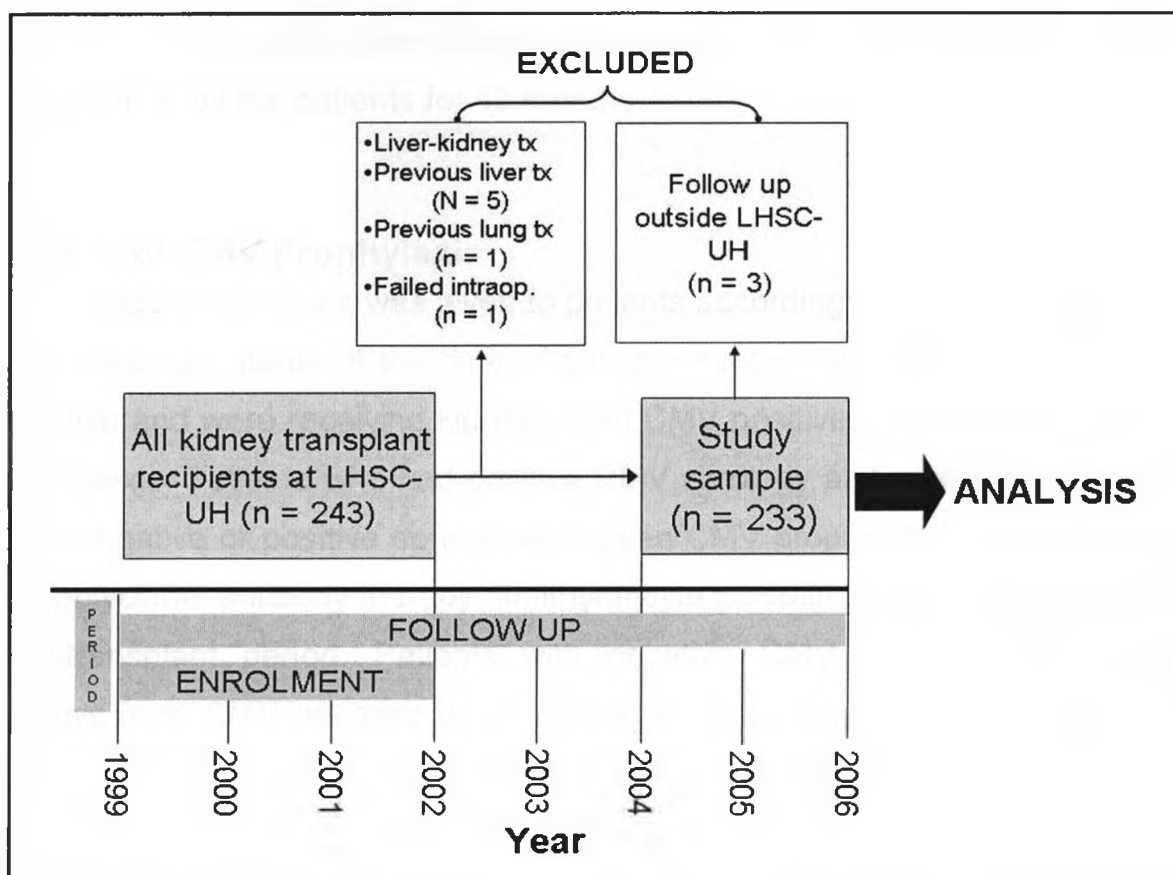 EXCLUDED
•Liver-kidney tx
•Previous liver tx
(N = 5)
•Previous lung tx
(n = 1)
•Failed intraop.
(n = 1)
Follow up
outside LHSC-
UH
(n = 3)
All kidney transplant
recipients at LHSC-
UH (n = 243)
Study
sample
(n = 233)
ANALYSIS
PERIOD
FOLLOW UP
ENROLMENT
1999
2000
2001
2002
2003
2004
2005
2006
Year